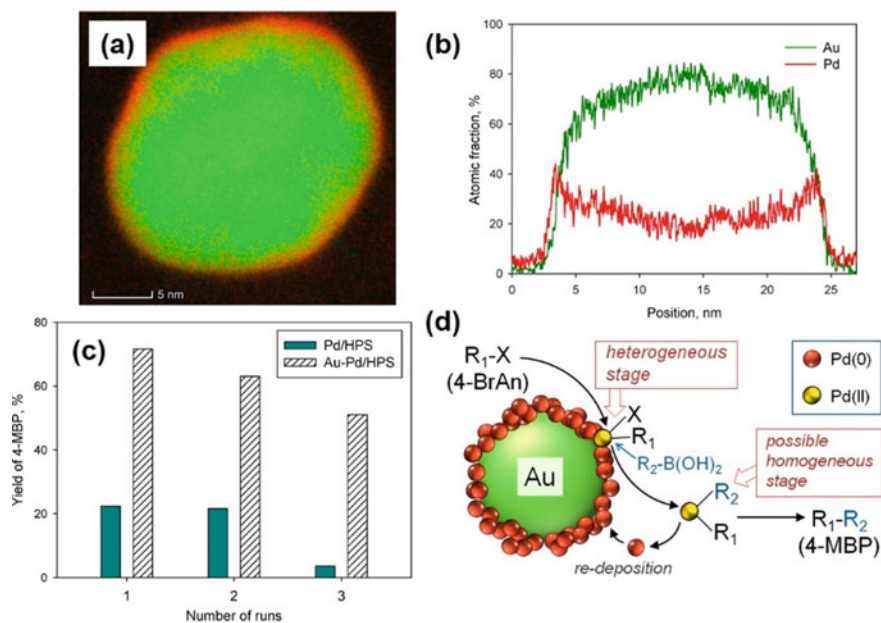 (a)
5 nm
(b)
Au
Pd
100
80
60
40
20
0
Atomic fraction, %
0 5 10 15 20 25
Position, nm
(c)
Pd/HPS
Au-Pd/HPS
80
60
40
20
0
Yield of 4-MBP, %
1 2 3
Number of runs
(d)
R1-X
(4-BrAn)
heterogeneous
stage
Pd(0)
Pd(II)
X
R1
R2-B(OH)2
Au
possible
homogeneous
stage
R2
R1
R1-R2
(4-MBP)
re-deposition